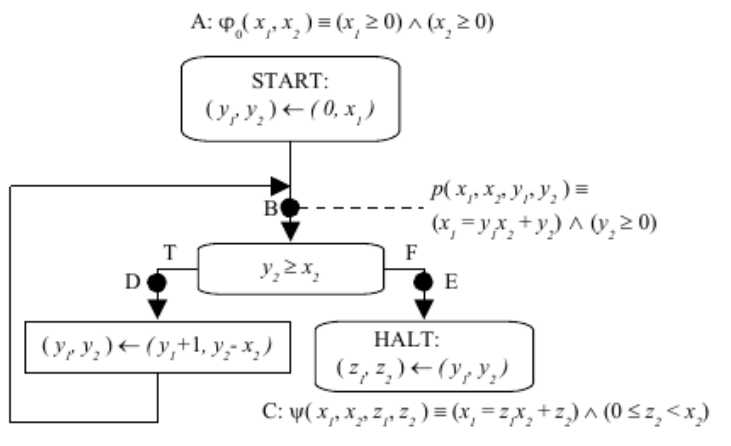 A: φ₀( x₁, x₂ ) ≡ (x₁ ≥ 0) ∧ (x₂ ≥ 0)
START:
( y₁, y₂ ) ← ( 0, x₁ )
B
p( x₁, x₂, y₁, y₂ ) ≡
(x₁ = y₁x₂ + y₂) ∧ (y₂ ≥ 0)
T
y₂ ≥ x₂
F
D
E
( y₁, y₂ ) ← ( y₁+1, y₂- x₂ )
HALT:
( z₁, z₂ ) ← ( y₁, y₂ )
C: ψ( x₁, x₂, z₁, z₂ ) ≡ (x₁ = z₁x₂ + z₂) ∧ (0 ≤ z₂ < x₂)